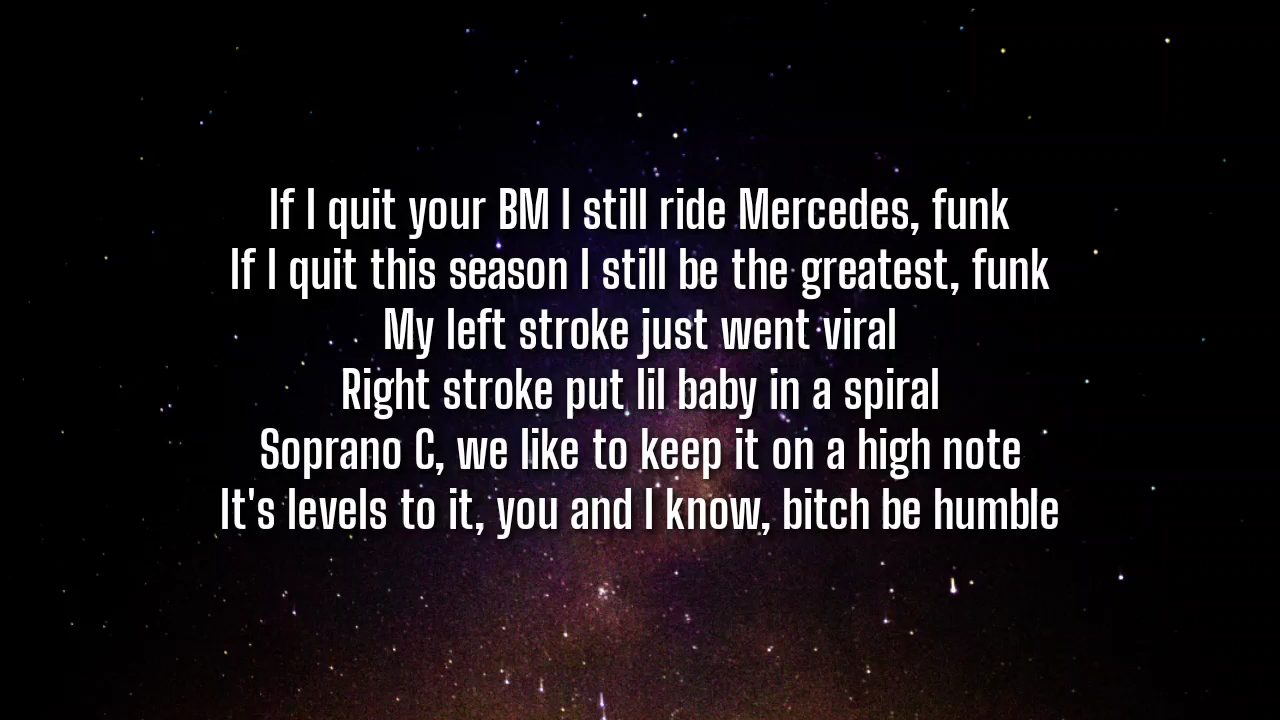 If I quit your BM I still ride Mercedes, funk
If I quit this season I still be the greatest, funk
My left stroke just went viral
Right stroke put lil baby in a spiral
Soprano C, we like to keep it on a high note
It's levels to it, you and I know, bitch be humble